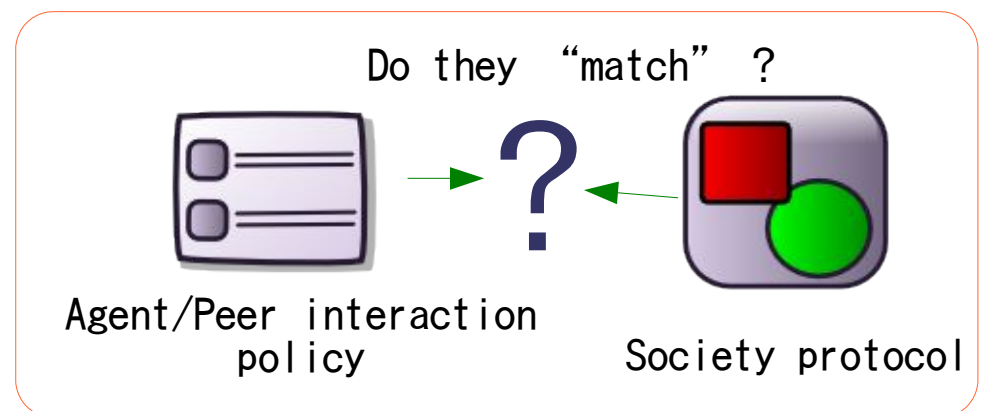 Do they “match” ?
?
Agent/Peer interaction
policy
Society protocol